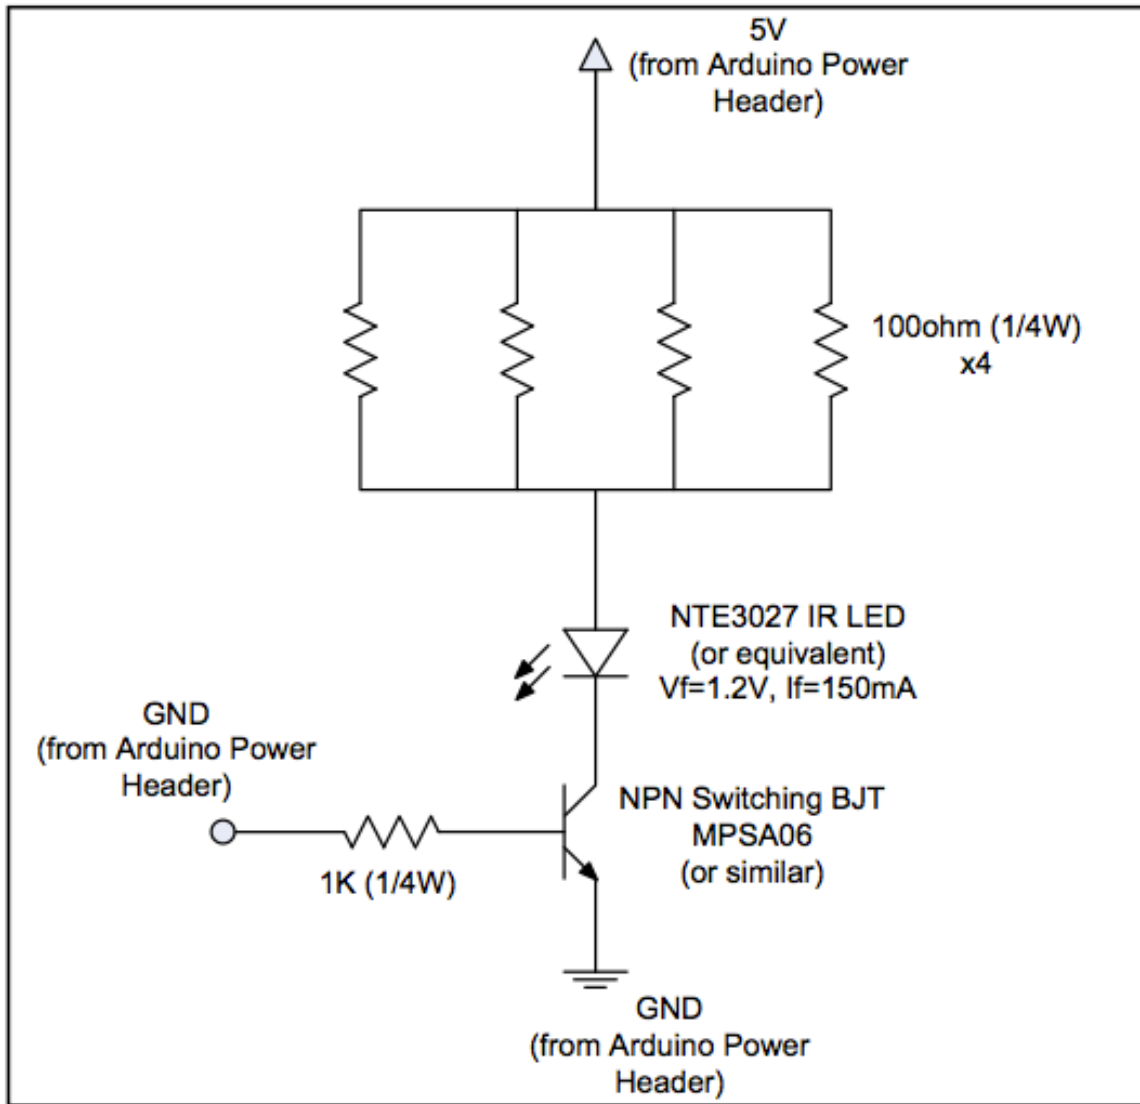 5V
(from Arduino Power
Header)
100ohm (1/4W)
x4
NTE3027 IR LED
(or equivalent)
Vf=1.2V, If=150mA
GND
(from Arduino Power
Header)
NPN Switching BJT
MPSA06
(or similar)
1K (1/4W)
GND
(from Arduino Power
Header)